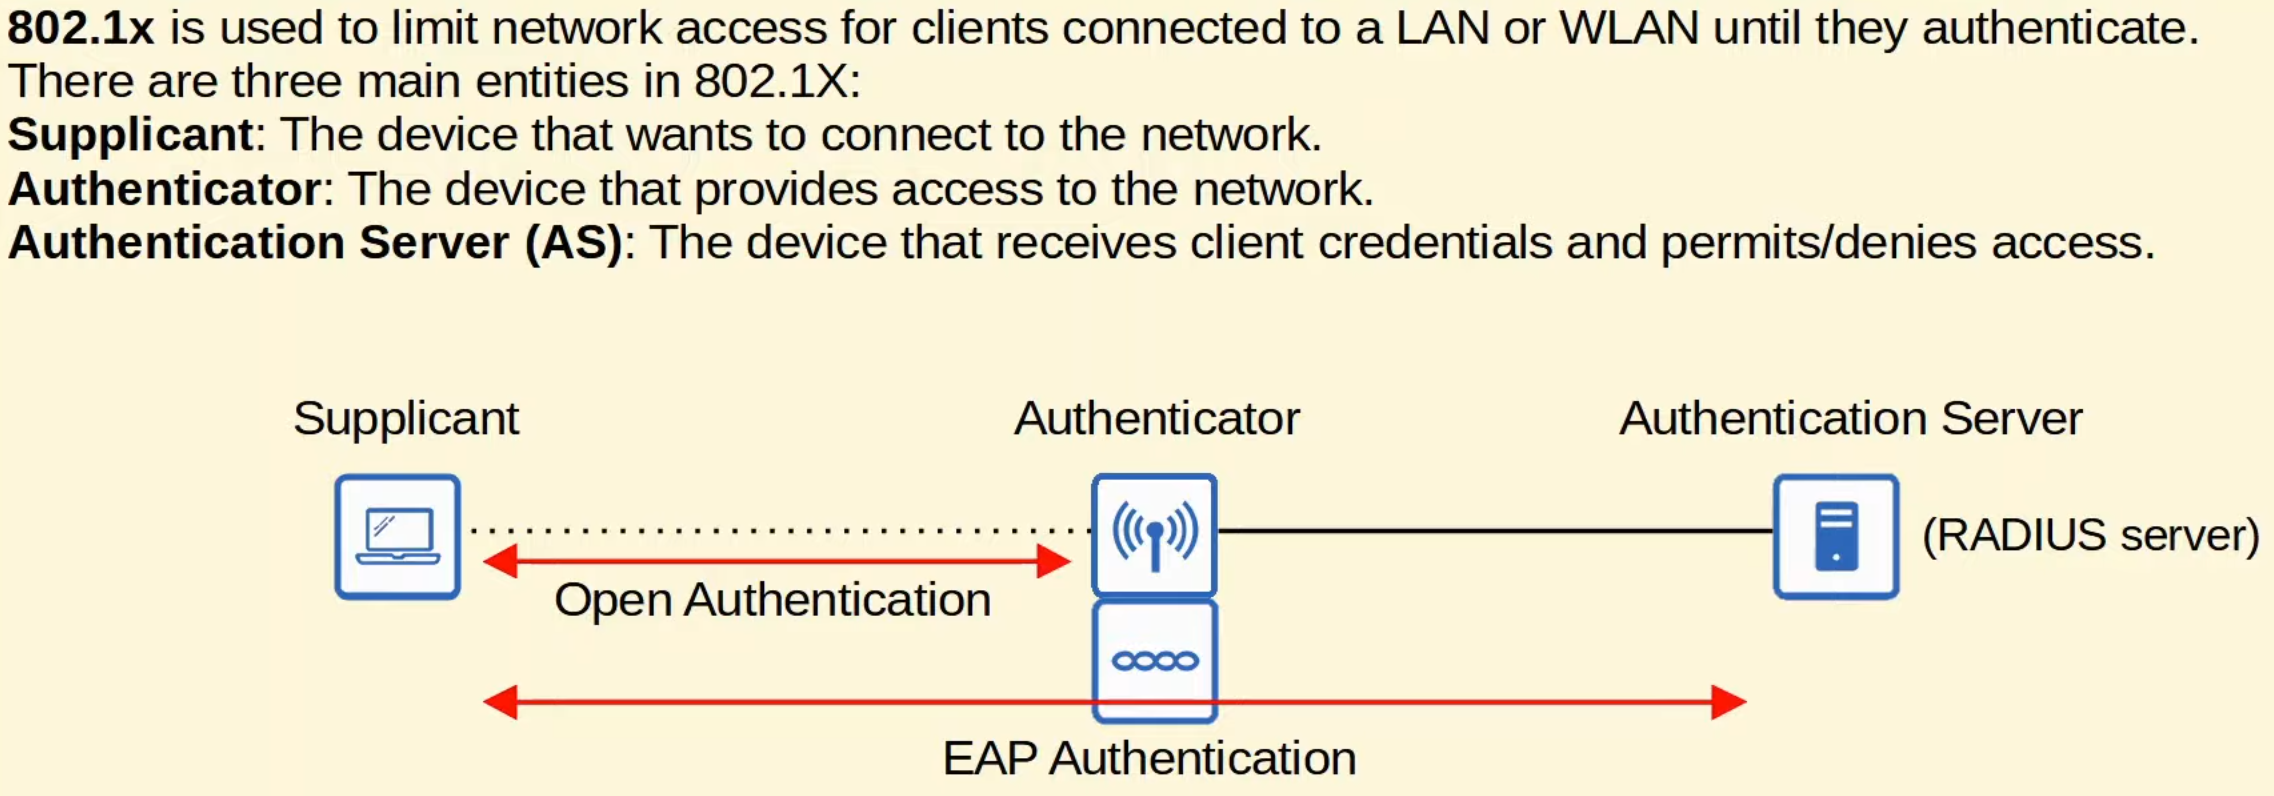 802.1x is used to limit network access for clients connected to a LAN or WLAN until they authenticate.
There are three main entities in 802.1X:
Supplicant: The device that wants to connect to the network.
Authenticator: The device that provides access to the network.
Authentication Server (AS): The device that receives client credentials and permits/denies access.
Supplicant
Authenticator
Authentication Server
(RADIUS server)
Open Authentication
EAP Authentication